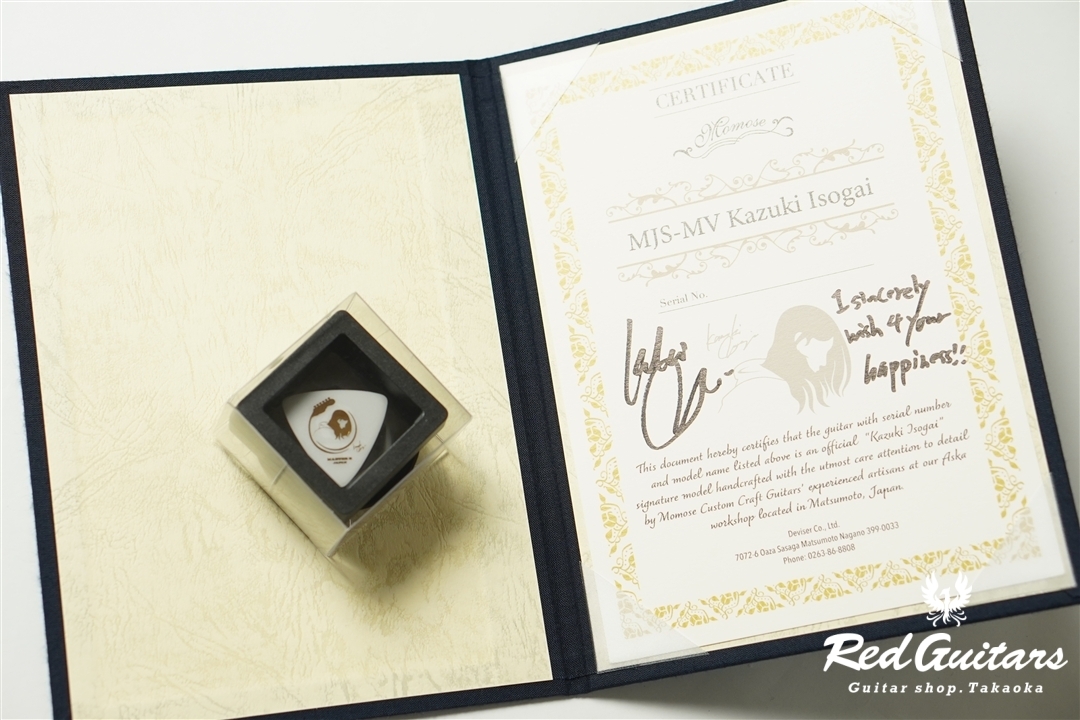 CERTIFICATE
Momose
MJS-MV Kazuki Isogai
Serial No.
I sincerely
wish 4 your
happiness!!
This document hereby certifies that the guitar with serial number
and model name listed above is an official "Kazuki Isogai"
signature model handcrafted with the utmost care attention to detail
by Momose Custom Craft Guitars' experienced artisans at our Aska
workshop located in Matsumoto, Japan.
Deviser Co., Ltd.
7072-6 Oaza Sasaga Matsumoto Nagano 399-0033
Phone: 0263-86-8808
Red Guitars
Guitar shop.Takaoka